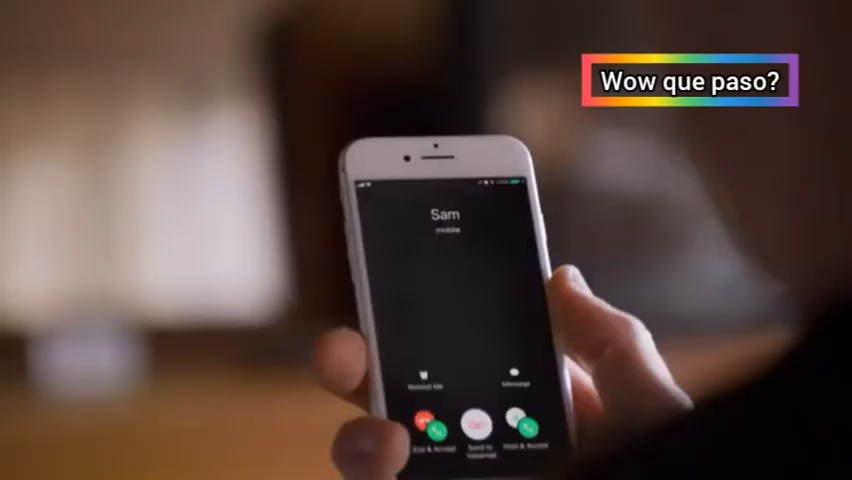 Wow que paso?
Sam
mobile
Remind Me
Message
End & Accept
Send to
Voicemail
Hold & Accept